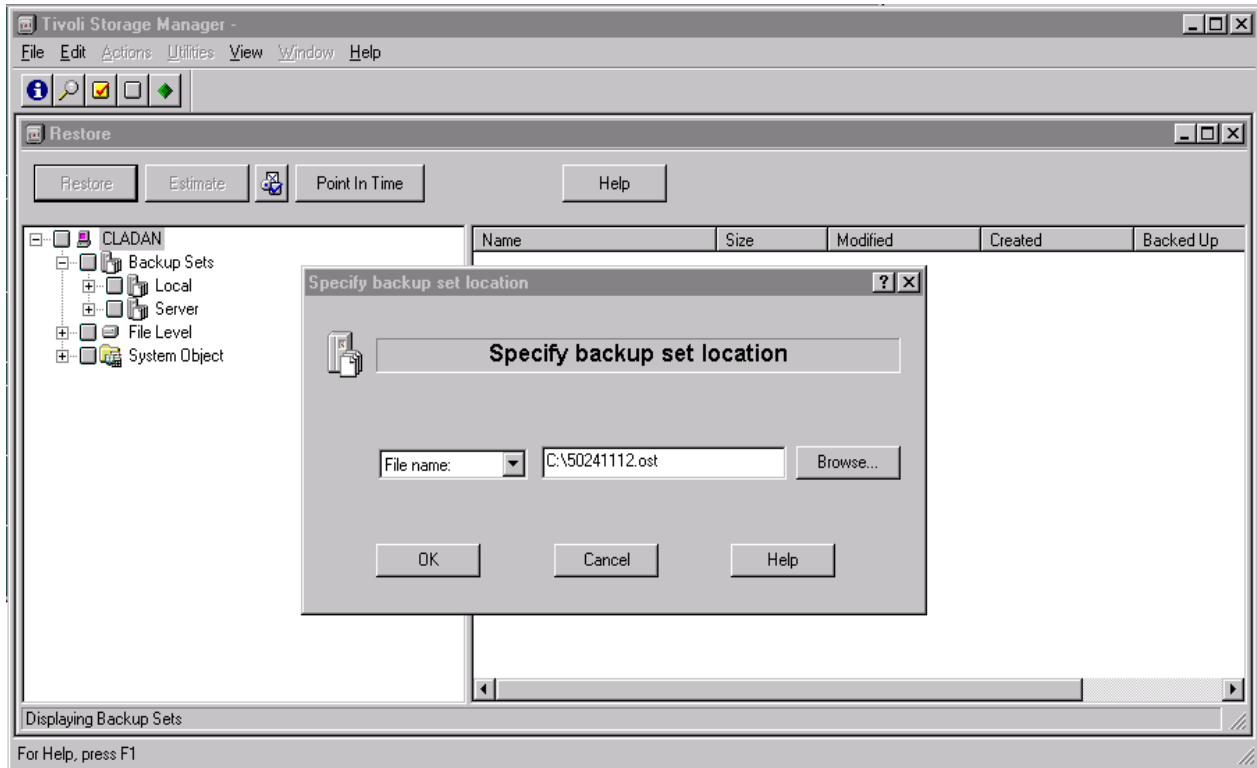 Tivoli Storage Manager -
File Edit Actions Utilities View Window Help
Restore
Restore Estimate Point In Time Help
CLADAN
Backup Sets
Local
Server
File Level
System Object
Name Size Modified Created Backed Up
Specify backup set location
Specify backup set location
File name: C:\50241112.ost Browse...
OK Cancel Help
Displaying Backup Sets
For Help, press F1